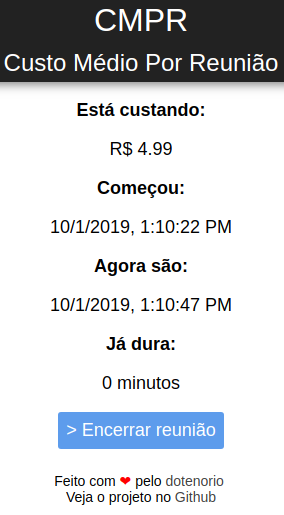 CMPR
Custo Médio Por Reunião
Está custando:
R$ 4.99
Começou:
10/1/2019, 1:10:22 PM
Agora são:
10/1/2019, 1:10:47 PM
Já dura:
0 minutos
> Encerrar reunião
Feito com ❤ pelo dotenorio
Veja o projeto no Github